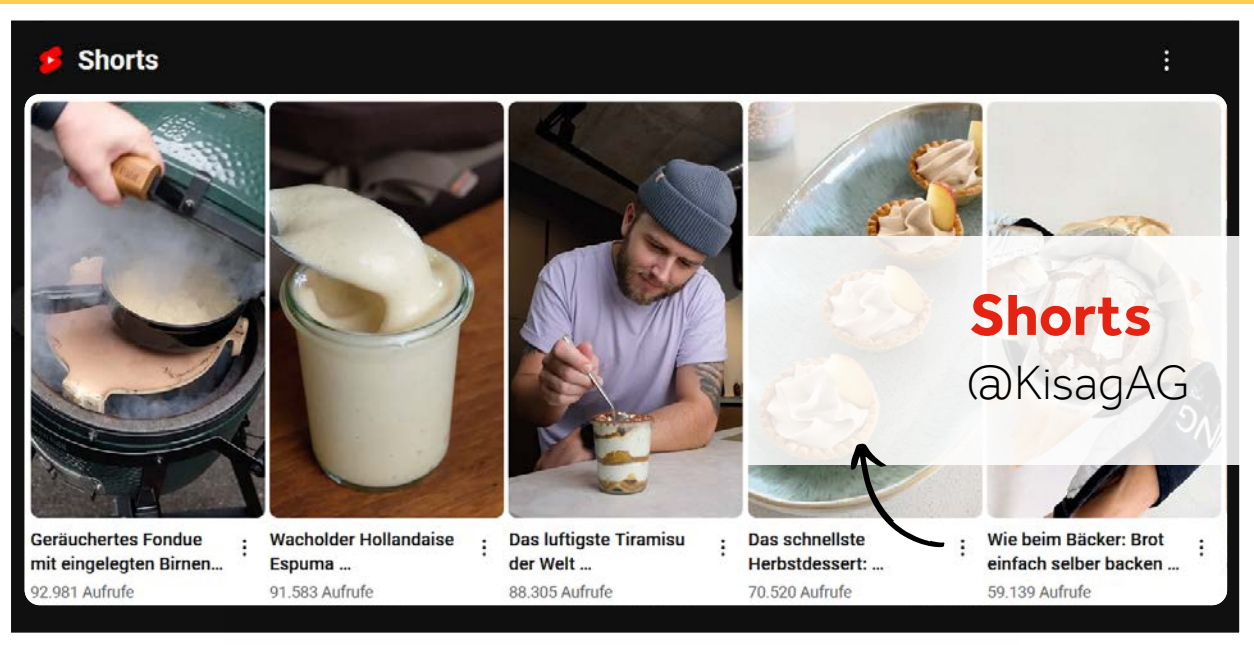 Shorts
Geräuchertes Fondue
mit eingelegten Birnen...
92.981 Aufrufe
Wacholder Hollandaise
Espuma ...
91.583 Aufrufe
Das luftigste Tiramisu
der Welt ...
88.305 Aufrufe
Das schnellste
Herbstdessert: ...
70.520 Aufrufe
Wie beim Bäcker: Brot
einfach selber backen ...
59.139 Aufrufe
Shorts
@KisagAG